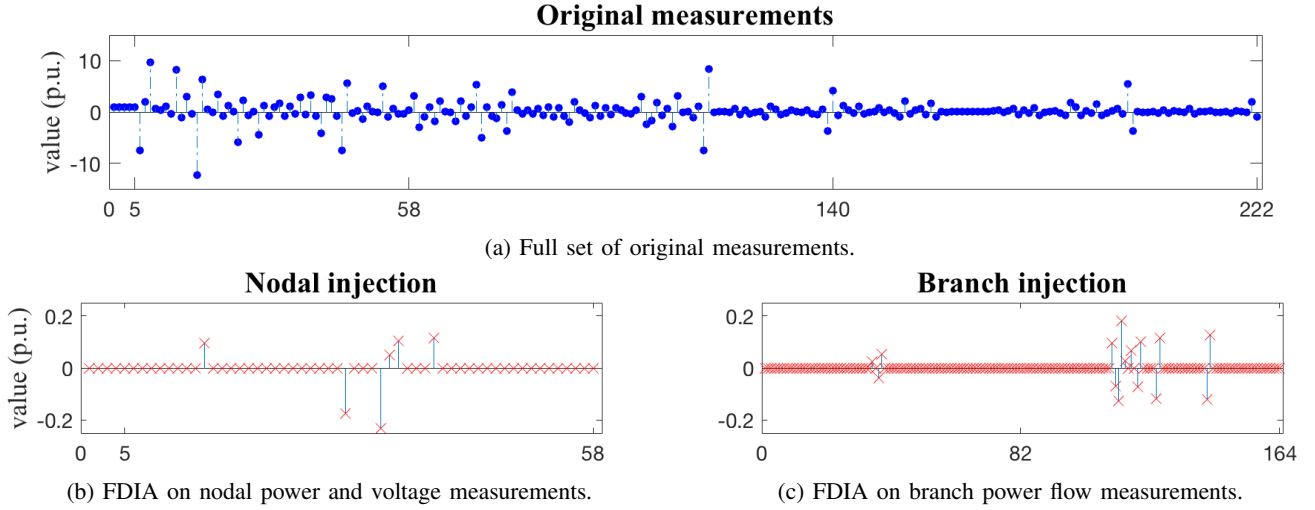 Original measurements
value (p.u.)
10
0
-10
0 5 58 140 222
(a) Full set of original measurements.
Nodal injection
value (p.u.)
0.2
0
-0.2
0 5 58
(b) FDIA on nodal power and voltage measurements.
Branch injection
0.2
0
-0.2
0 82 164
(c) FDIA on branch power flow measurements.